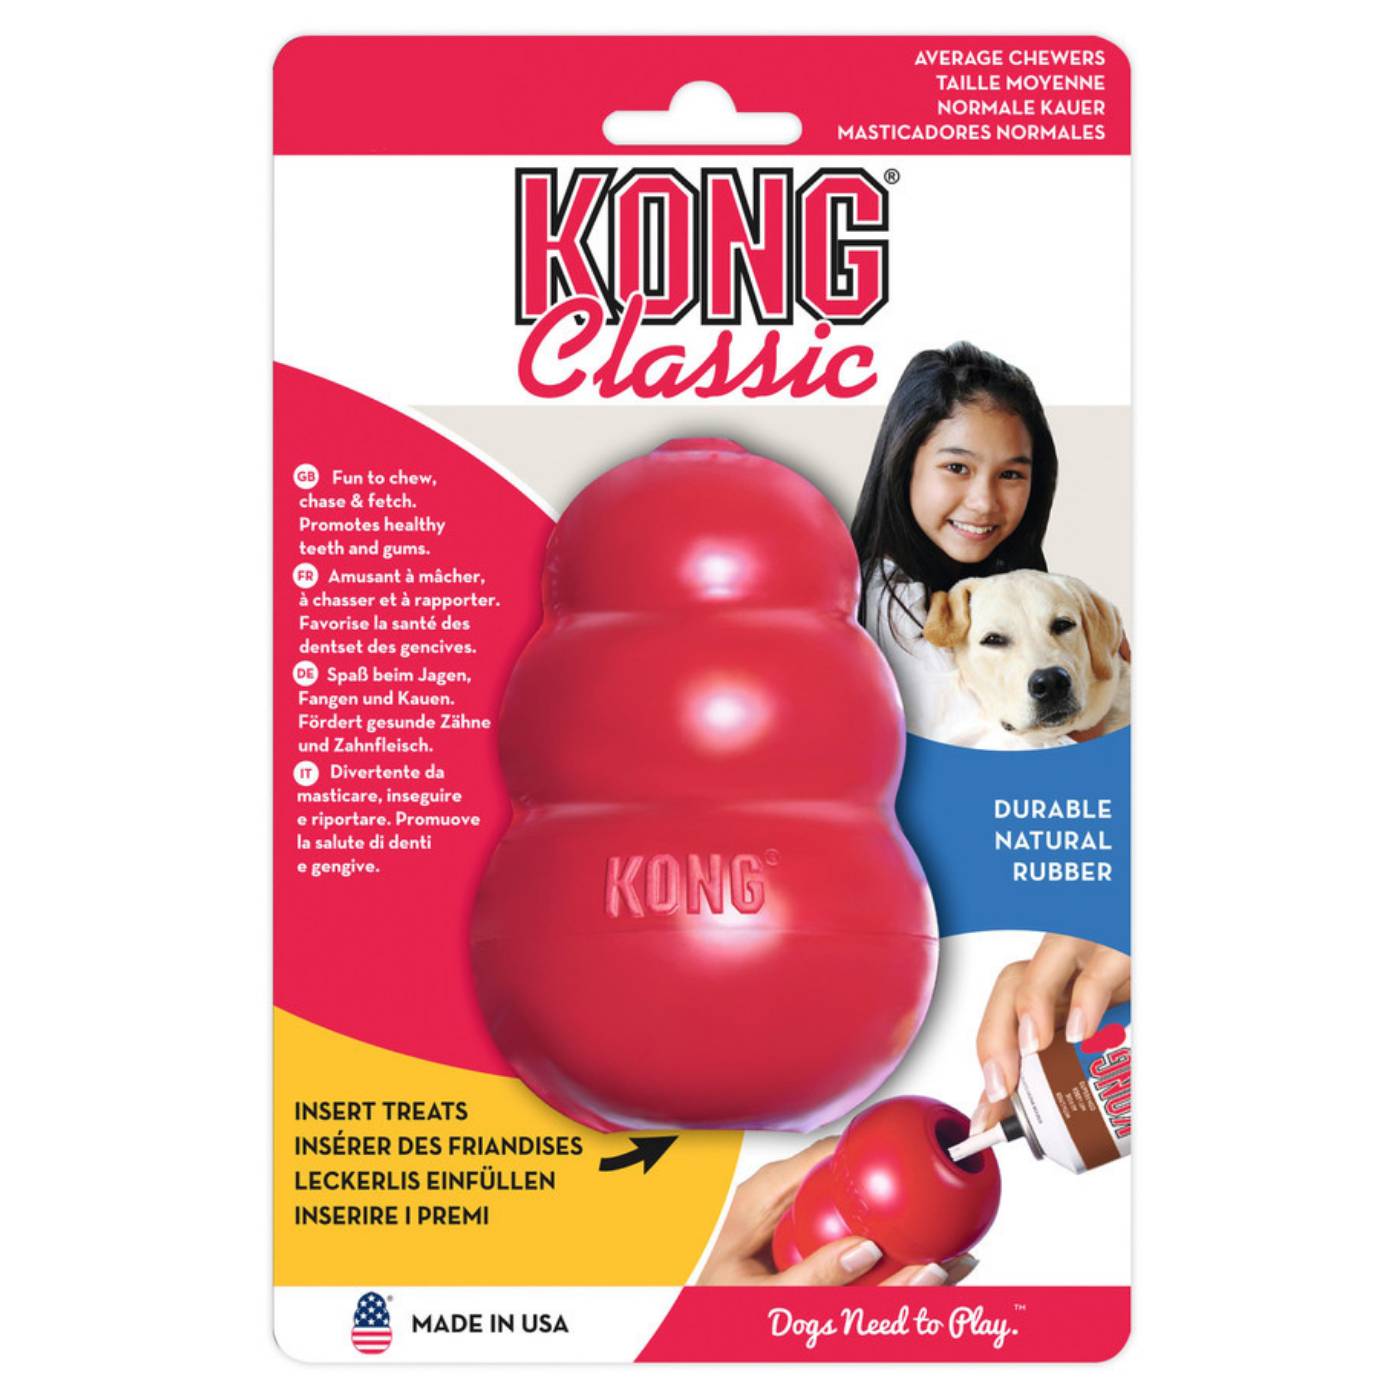 AVERAGE CHEWERS
TAILLE MOYENNE
NORMALE KAUER
MASTICADORES NORMALES
KONG®
Classic
GB Fun to chew,
chase & fetch.
Promotes healthy
teeth and gums.
FR Amusant à mâcher,
à chasser et à rapporter.
Favorise la santé des
dentset des gencives.
DE Spaß beim Jagen,
Fangen und Kauen.
Fördert gesunde Zähne
und Zahnfleisch.
IT Divertente da
masticare, inseguire
e riportare. Promuove
la salute di denti
e gengive.
KONG®
DURABLE
NATURAL
RUBBER
KONG
INSERT TREATS
INSÉRER DES FRIANDISES
LECKERLIS EINFÜLLEN
INSERIRE I PREMI
® MADE IN USA
Dogs Need to Play.™